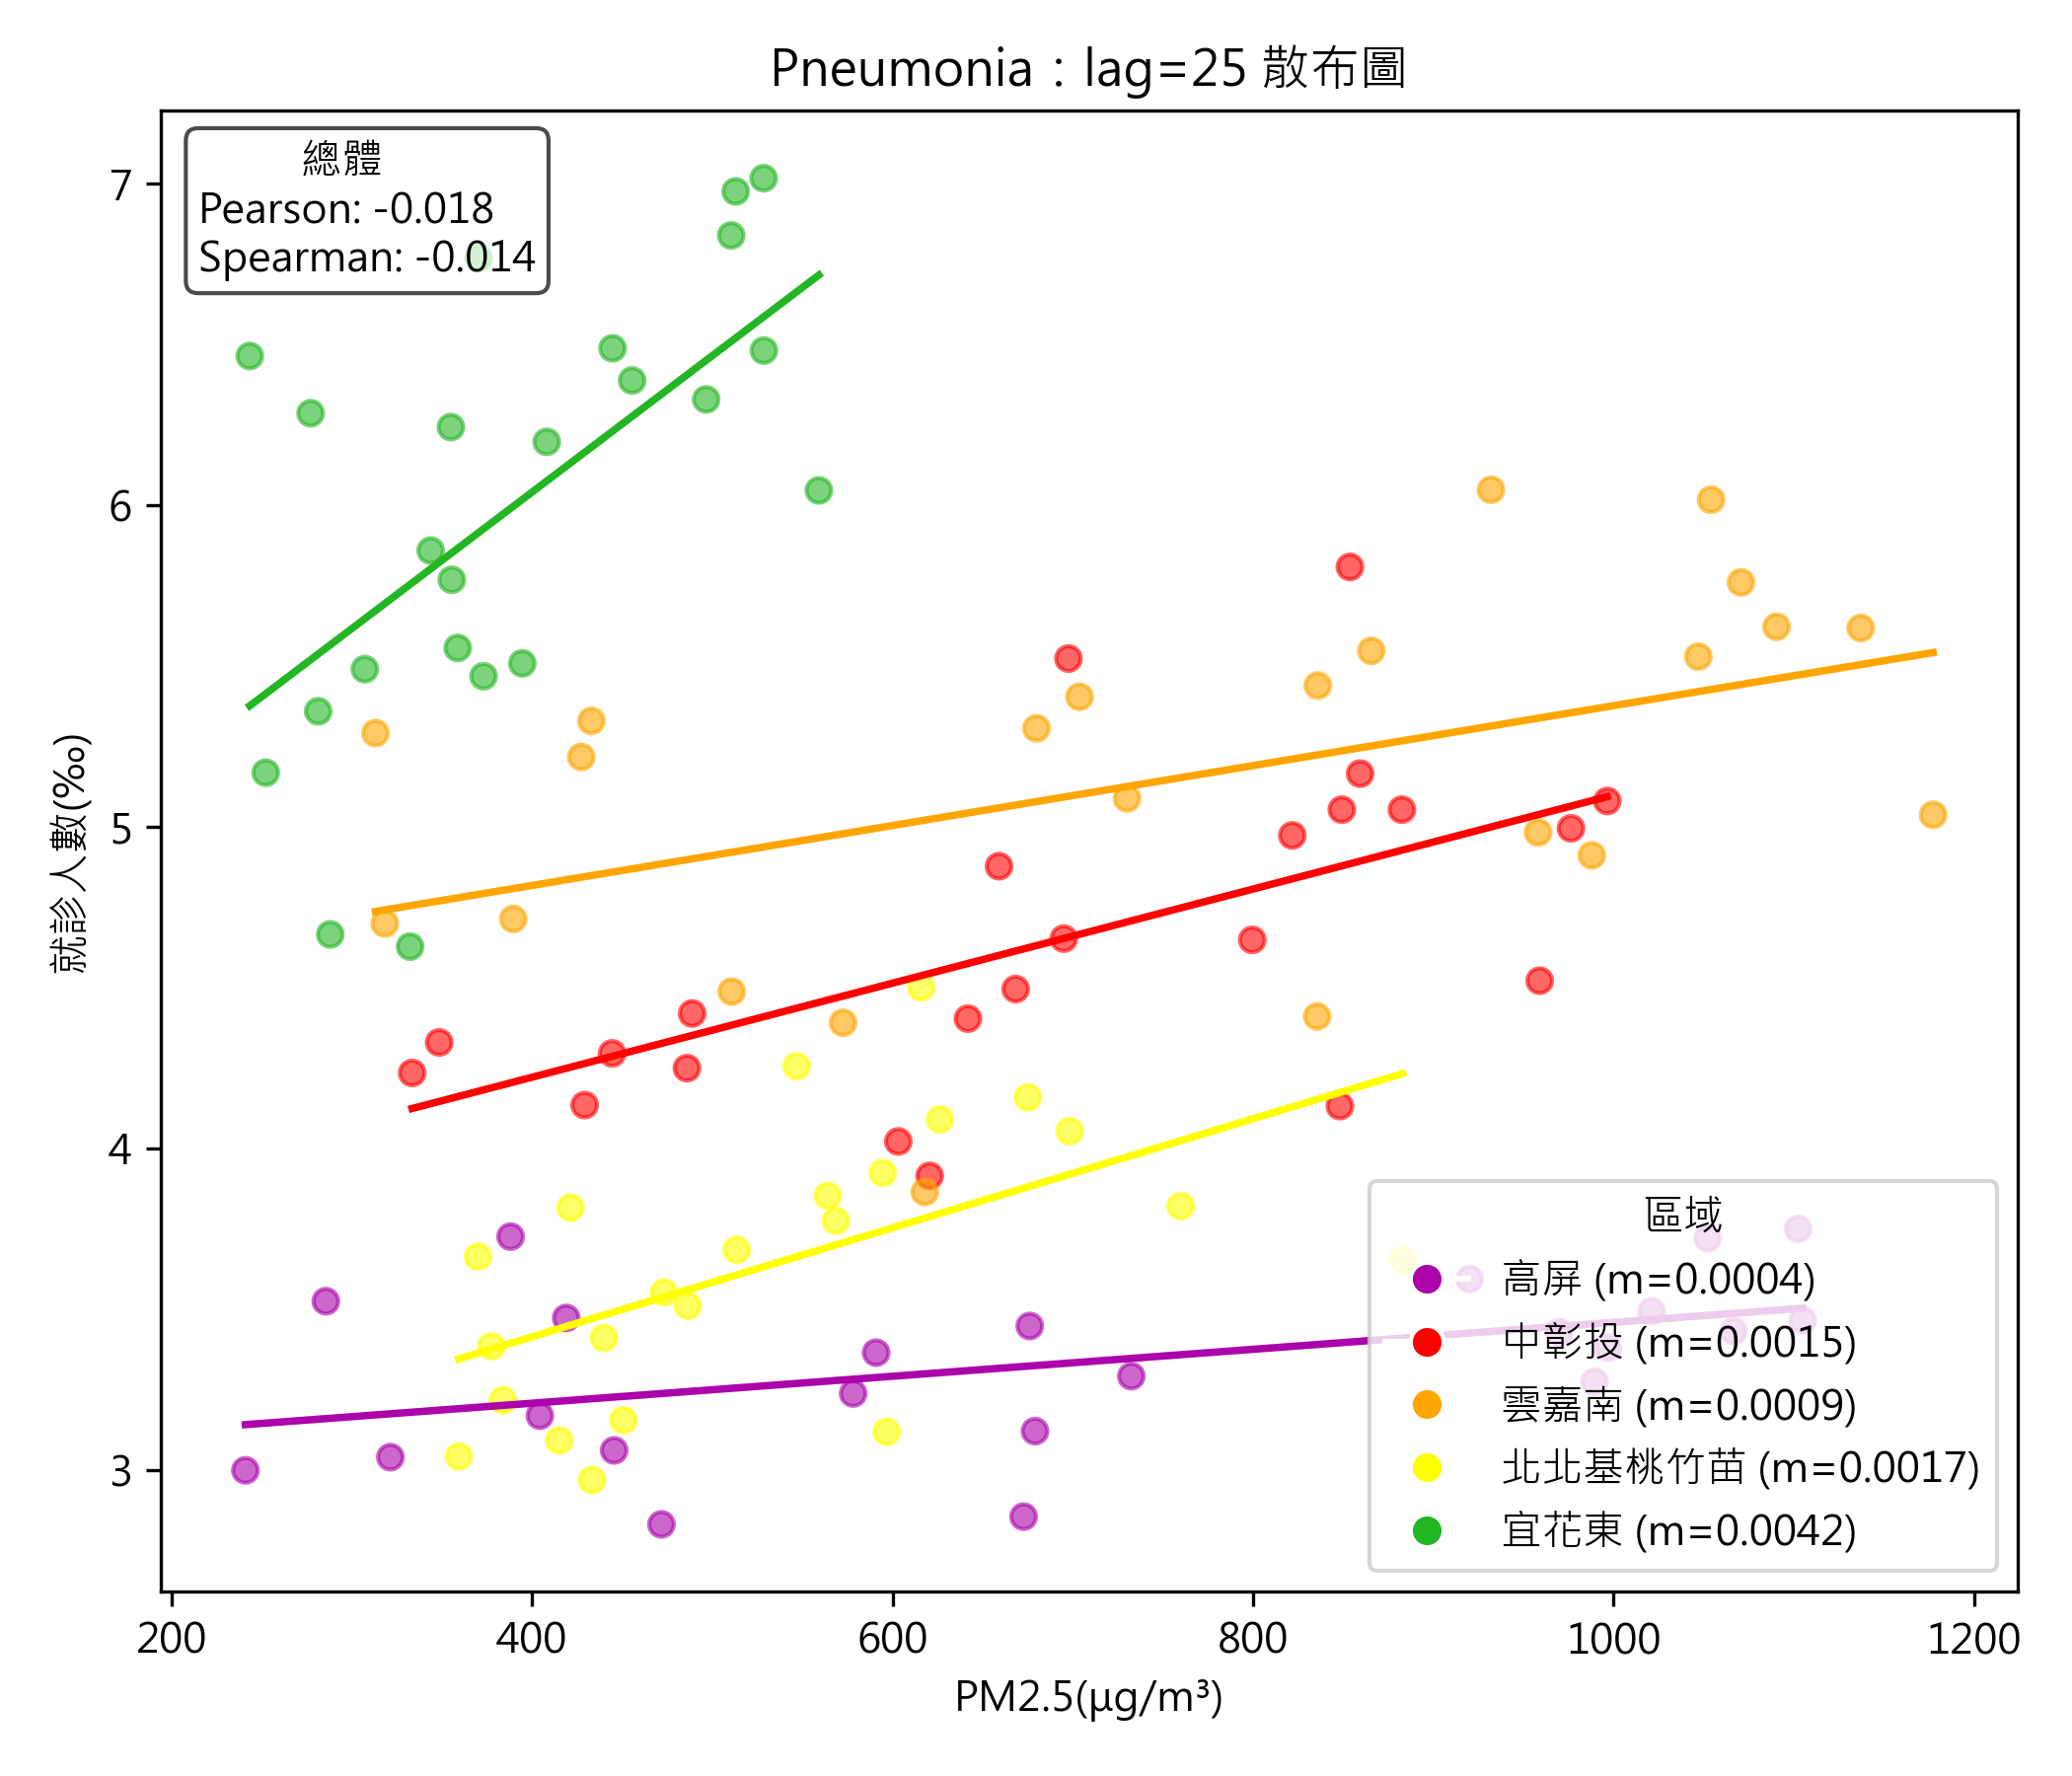 Pneumonia：lag=25 散布圖
總體
Pearson: -0.018
Spearman: -0.014
7
6
5
4
3
就診人數(‰)
區域
高屏 (m=0.0004)
中彰投 (m=0.0015)
雲嘉南 (m=0.0009)
北北基桃竹苗 (m=0.0017)
宜花東 (m=0.0042)
200 400 600 800 1000 1200
PM2.5(μg/m³)